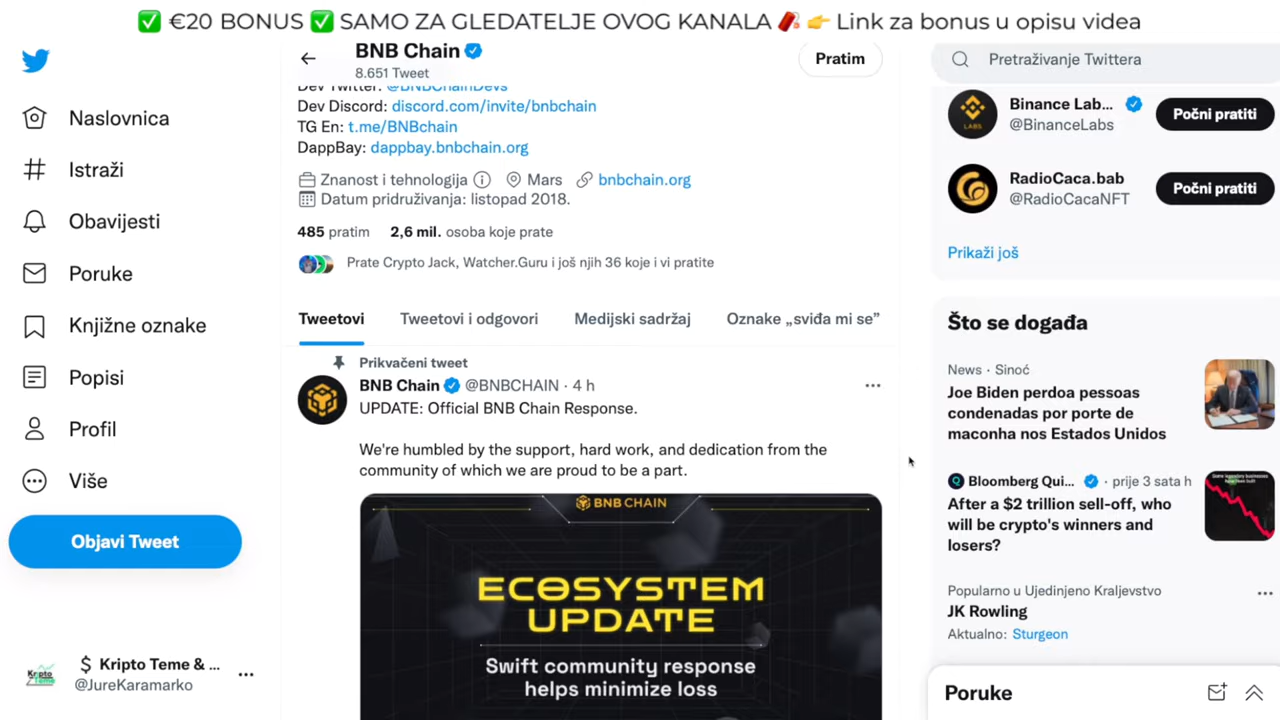 ✅ €20 BONUS ✅ SAMO ZA GLEDATELJE OVOG KANALA 🧨 👉 Link za bonus u opisu videa
BNB Chain
8.651 Tweet
Pratim
Pretraživanje Twittera
Naslovnica
Istraži
Obavijesti
Poruke
Knjižne oznake
Popisi
Profil
Više
Objavi Tweet
$ Kripto Teme & ...
@JureKaramarko
Dev Twitter: @BNBChainDevs
Dev Discord: discord.com/invite/bnbchain
TG En: t.me/BNBchain
DappBay: dappbay.bnbchain.org
Znanost i tehnologija Mars bnbchain.org
Datum pridruživanja: listopad 2018.
485 pratim 2,6 mil. osoba koje prate
Prate Crypto Jack, Watcher.Guru i još njih 36 koje i vi pratite
Tweetovi Tweetovi i odgovori Medijski sadržaj Oznake „sviđa mi se”
Prikvačeni tweet
BNB Chain @BNBCHAIN · 4 h
UPDATE: Official BNB Chain Response.
We're humbled by the support, hard work, and dedication from the
community of which we are proud to be a part.
BNB CHAIN
ECOSYSTEM
UPDATE
Swift community response
helps minimize loss
LABS
Binance Lab...
@BinanceLabs
Počni pratiti
RadioCaca.bab
@RadioCacaNFT
Počni pratiti
Prikaži još
Što se događa
News · Sinoć
Joe Biden perdoa pessoas
condenadas por porte de
maconha nos Estados Unidos
Bloomberg Qui... · prije 3 sata h
After a $2 trillion sell-off, who
will be crypto's winners and
losers?
Popularno u Ujedinjeno Kraljevstvo
JK Rowling
Aktualno: Sturgeon
Poruke